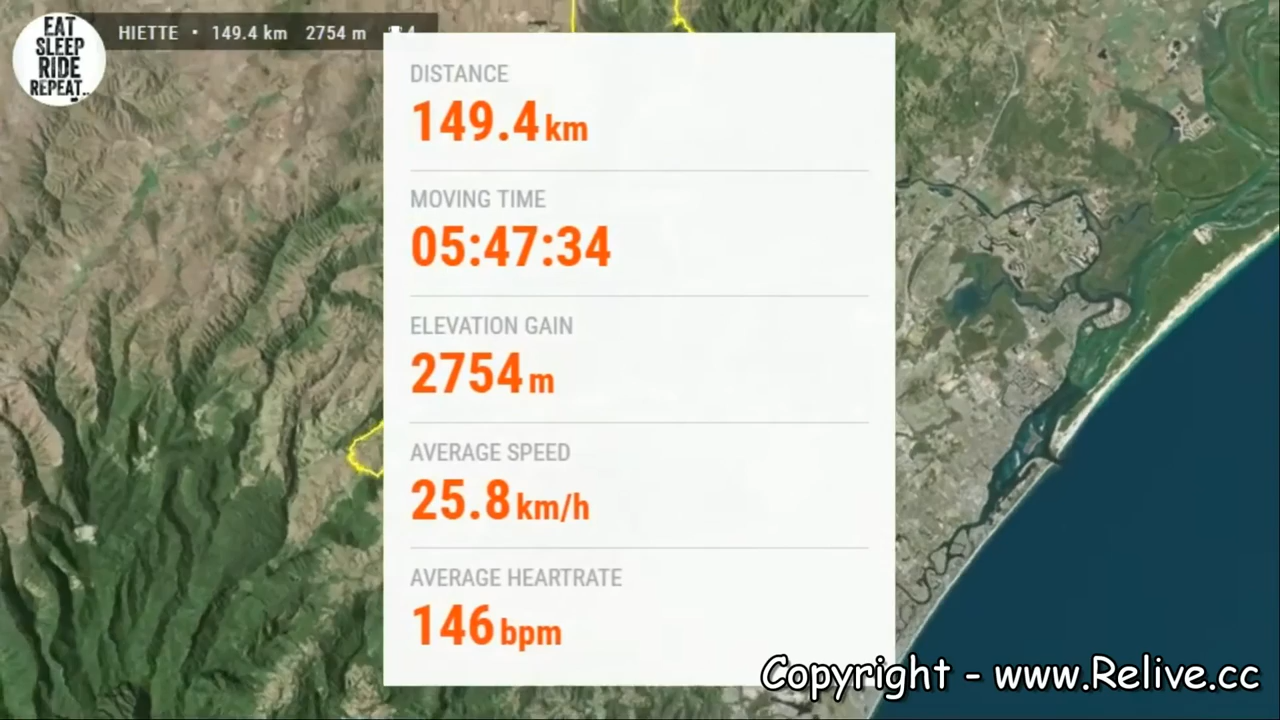 EAT
SLEEP
RIDE
REPEAT..
HIETTE • 149.4 km 2754 m 4
DISTANCE
149.4 km
MOVING TIME
05:47:34
ELEVATION GAIN
2754 m
AVERAGE SPEED
25.8 km/h
AVERAGE HEARTRATE
146 bpm
Copyright - www.Relive.cc